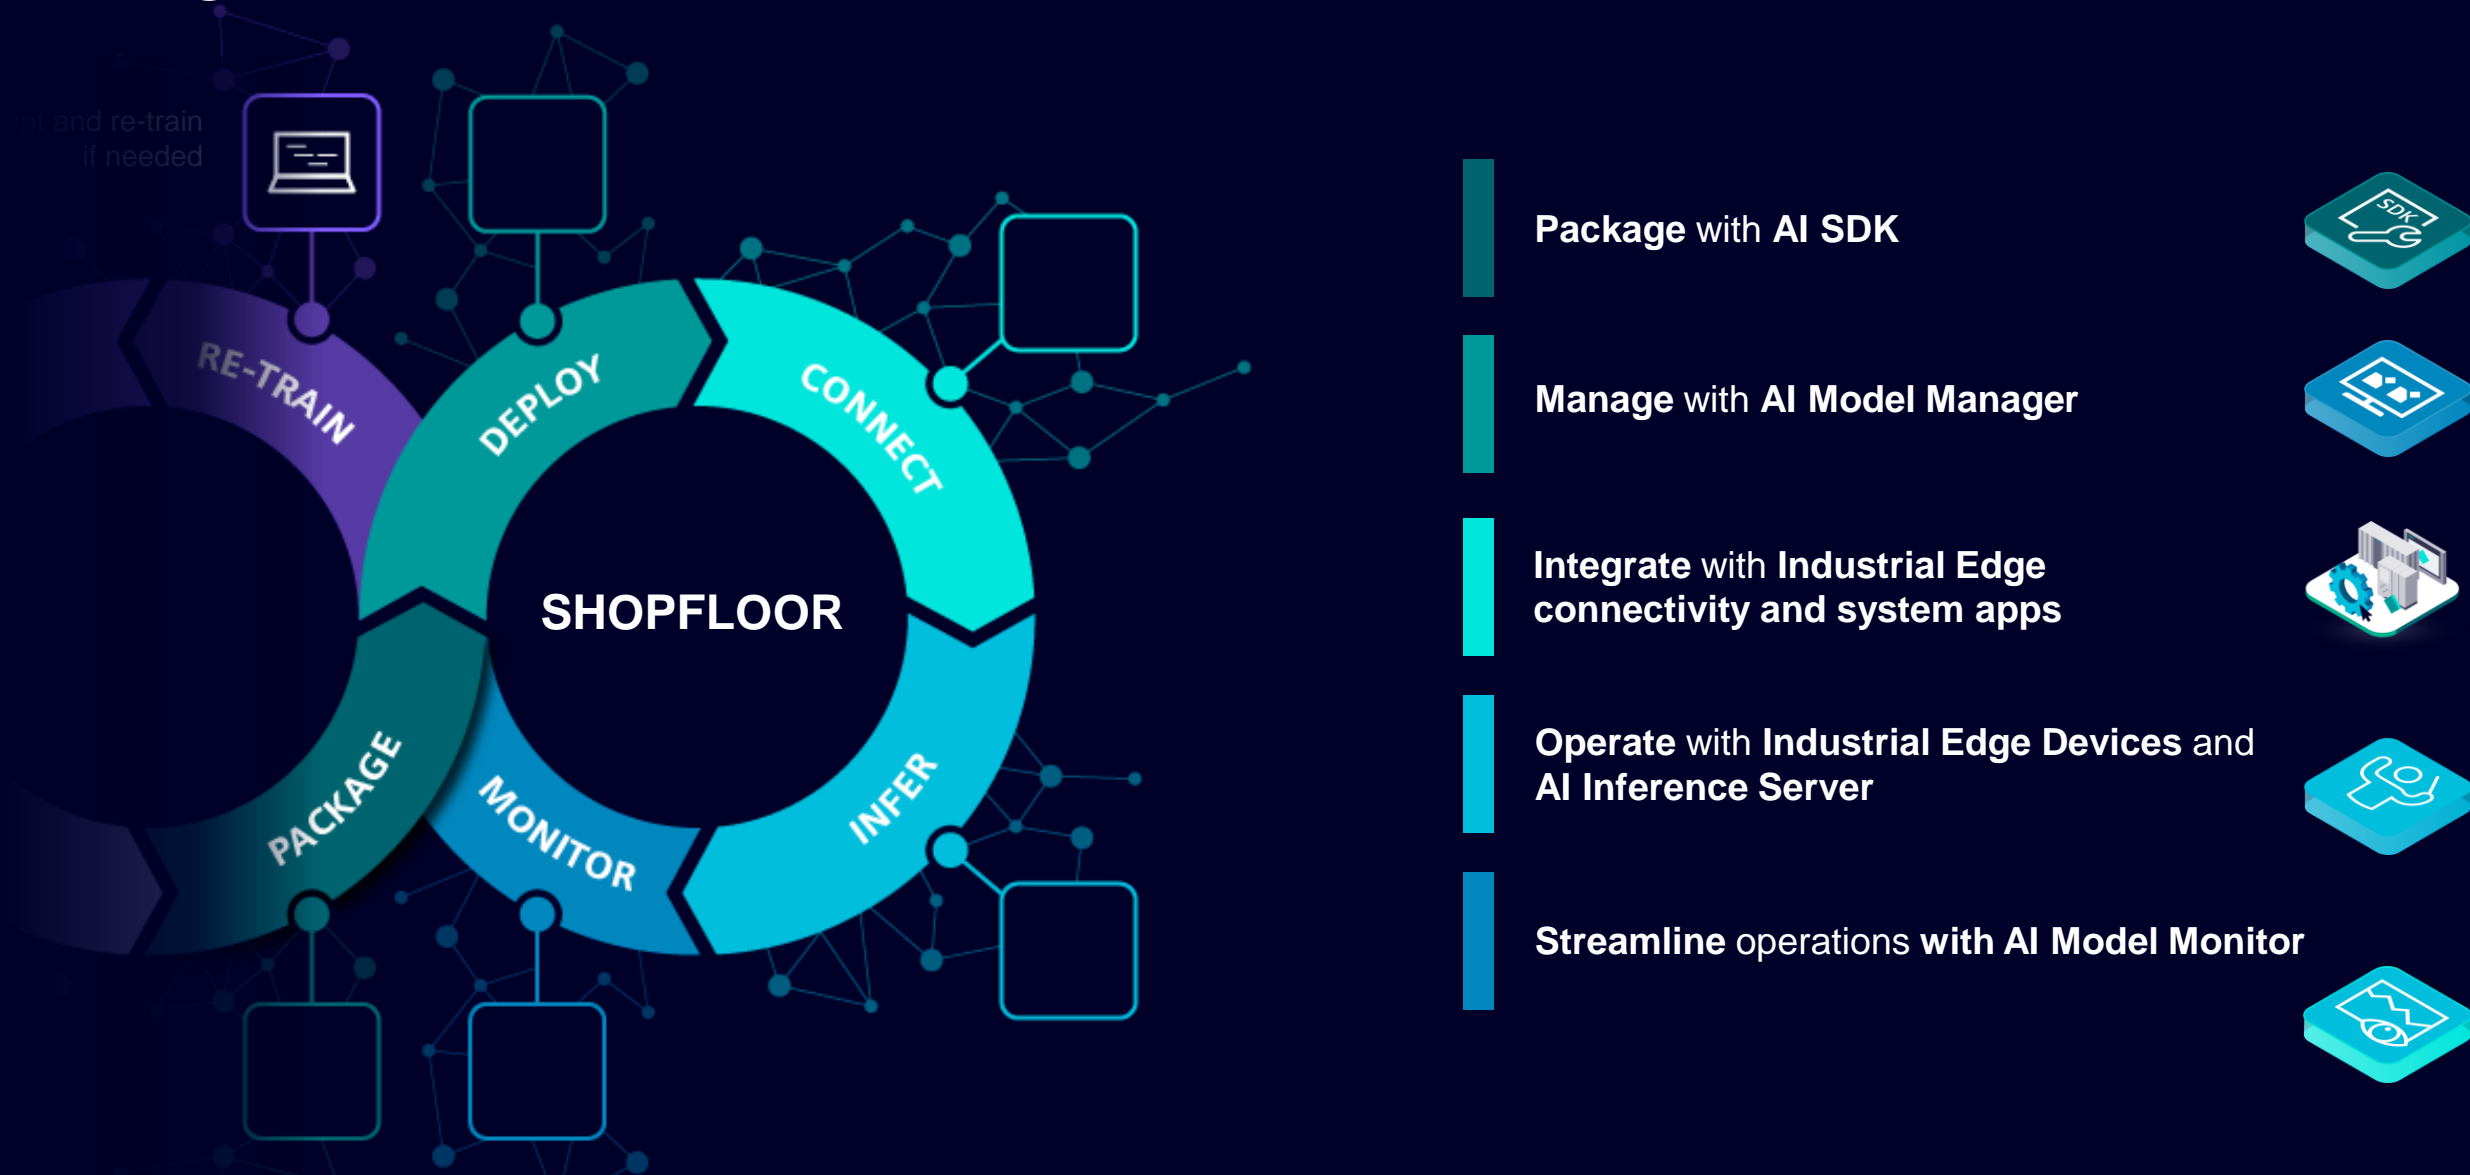 and re-train
if needed
RE-TRAIN
DEPLOY
CONNECT
SHOPFLOOR
PACKAGE
MONITOR
INFER
Package with AI SDK
SDK
Manage with AI Model Manager
Integrate with Industrial Edge
connectivity and system apps
Operate with Industrial Edge Devices and
AI Inference Server
Streamline operations with AI Model Monitor